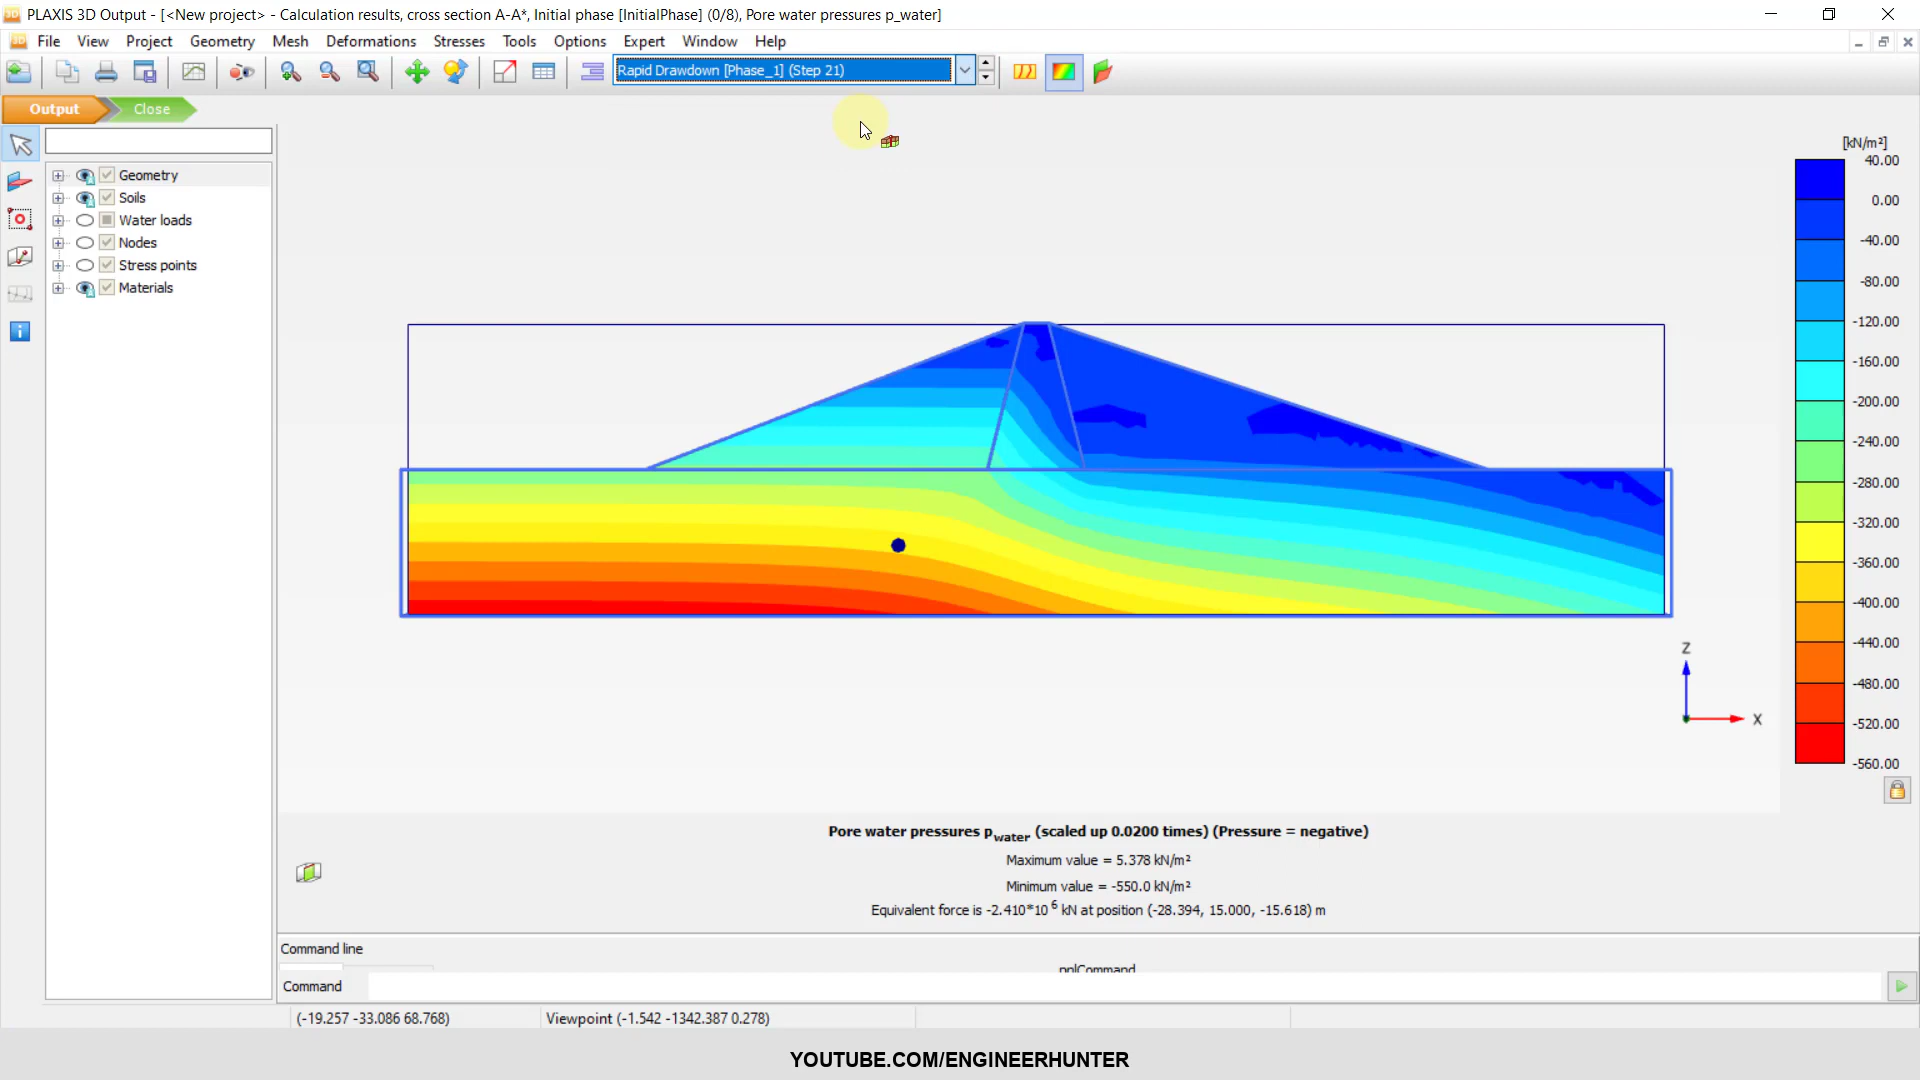 PLAXIS 3D Output - [<New project> - Calculation results, cross section A-A*, Initial phase [InitialPhase] (0/8), Pore water pressures p_water]
File View Project Geometry Mesh Deformations Stresses Tools Options Expert Window Help
Rapid Drawdown [Phase_1] (Step 21)
Output Close
Geometry
Soils
Water loads
Nodes
Stress points
Materials
[kN/m²]
40.00
0.00
-40.00
-80.00
-120.00
-160.00
-200.00
-240.00
-280.00
-320.00
-360.00
-400.00
-440.00
-480.00
-520.00
-560.00
Z
X
Pore water pressures pwater (scaled up 0.0200 times) (Pressure = negative)
Maximum value = 5.378 kN/m²
Minimum value = -550.0 kN/m²
Equivalent force is -2.410*10⁶ kN at position (-28.394, 15.000, -15.618) m
Command line
pnlCommand
Command
(-19.257 -33.086 68.768) Viewpoint (-1.542 -1342.387 0.278)
YOUTUBE.COM/ENGINEERHUNTER